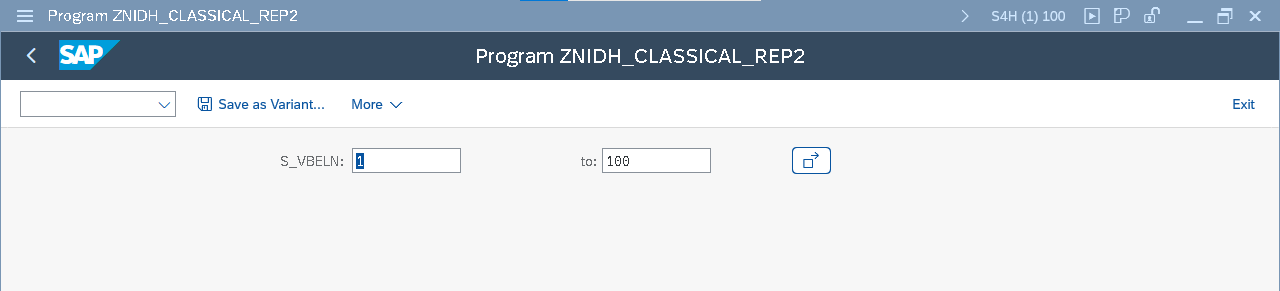 Program ZNIDH_CLASSICAL_REP2
S4H (1) 100
SAP
Program ZNIDH_CLASSICAL_REP2
Save as Variant... More Exit
S_VBELN: 1 to: 100